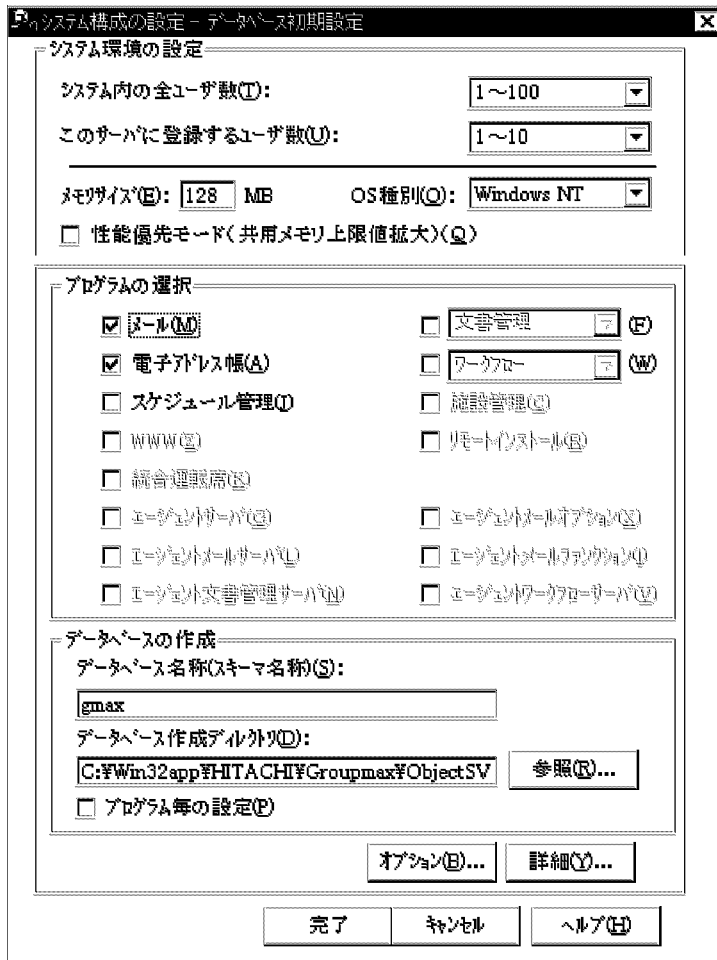 システム構成の設定 - データベース初期設定
システム環境の設定
システム内の全ユーザ数(T): 1～100
このサーバに登録するユーザ数(U): 1～10
メモリサイズ(E): 128 MB OS種別(O): Windows NT
性能優先モード(共用メモリ上限値拡大)(Q)
プログラムの選択
メール(M) 文書管理 (F)
電子アドレス帳(A) ワークフロー (W)
スケジュール管理(J) 施設管理(C)
WWW(Z) リモートインストール(R)
統合運転席(K)
エージェントサーバ(G) エージェントメールオプション(X)
エージェントメールサーバ(L) エージェントメールファンクション(I)
エージェント文書管理サーバ(N) エージェントワークフローサーバ(V)
データベースの作成
データベース名称(スキーマ名称)(S):
gmax
データベース作成ディレクトリ(D):
C:¥Win32app¥HITACHI¥Groupmax¥ObjectSV 参照(R)...
プログラム毎の設定(P)
オプション(B)... 詳細(Y)...
完了 キャンセル ヘルプ(H)